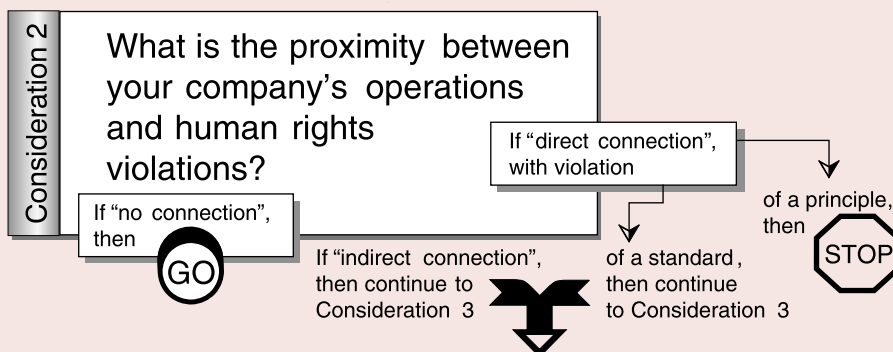 Consideration 2
What is the proximity between
your company's operations
and human rights
violations?
If "no connection",
then
GO
If "indirect connection",
then continue to
Consideration 3
If "direct connection",
with violation
of a standard,
then continue
to Consideration 3
of a principle,
then
STOP